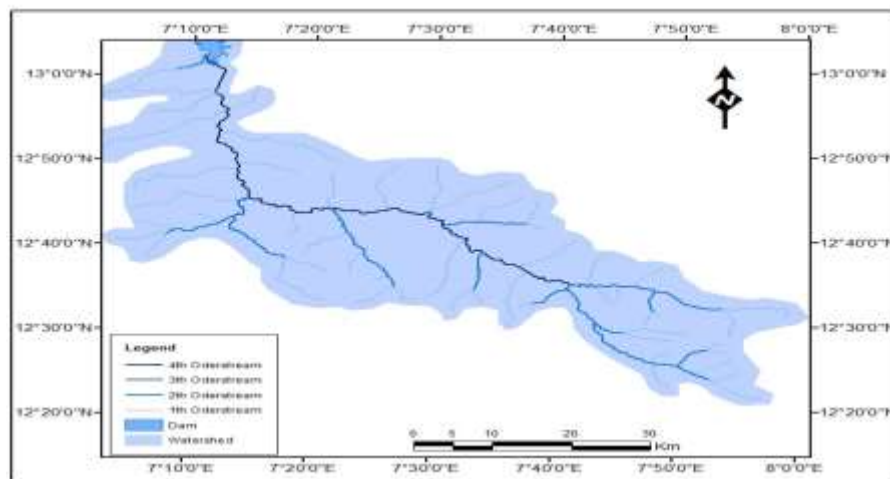 7°10'0"E 7°20'0"E 7°30'0"E 7°40'0"E 7°50'0"E 8°0'0"E
13°0'0"N 13°0'0"N
N
12°50'0"N 12°50'0"N
12°40'0"N 12°40'0"N
12°30'0"N 12°30'0"N
12°20'0"N 12°20'0"N
Legend
4th Oderstream
3th Oderstream
2th Oderstream
1th Oderstream
Dam
Watershed
0 5 10 20 30
Km
7°10'0"E 7°20'0"E 7°30'0"E 7°40'0"E 7°50'0"E 8°0'0"E